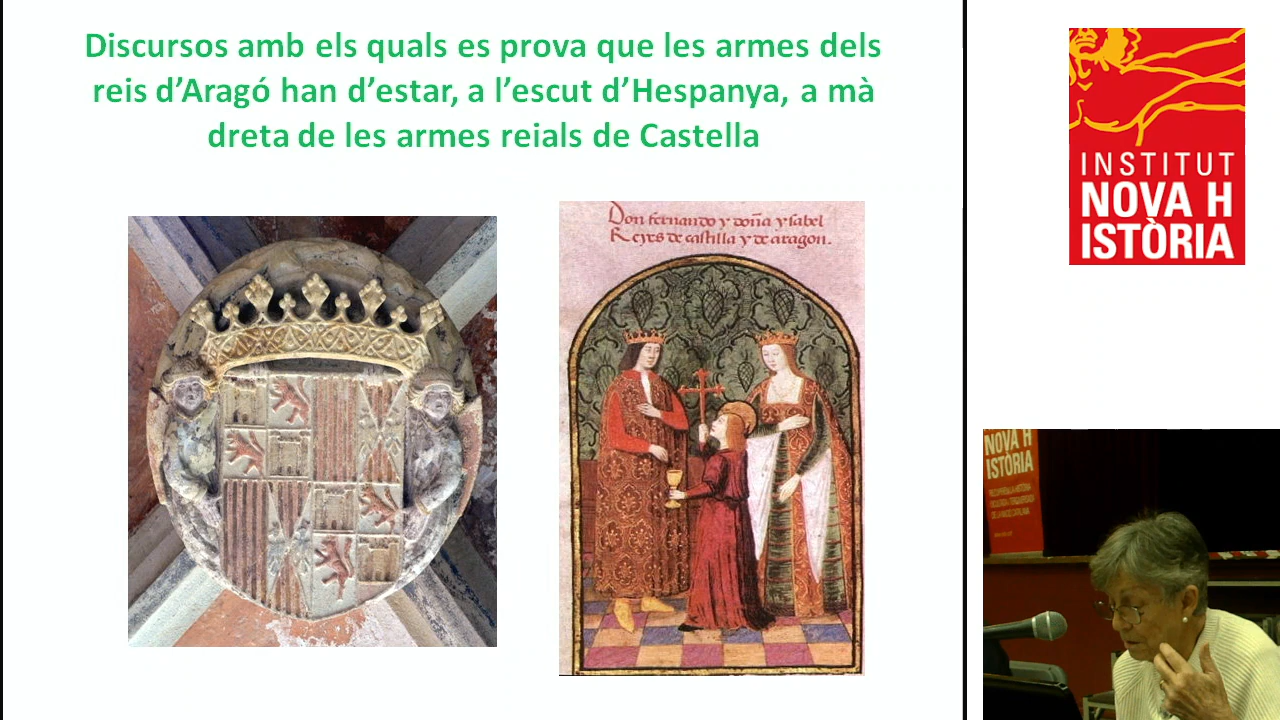 Discursos amb els quals es prova que les armes dels
reis d’Aragó han d’estar, a l’escut d’Hespanya, a mà
dreta de les armes reials de Castella
Don fernando y doña ysabel
Reyes de castilla y de aragon.
INSTITUT
NOVA H
ISTÒRIA
NOVA H
ISTÒRIA